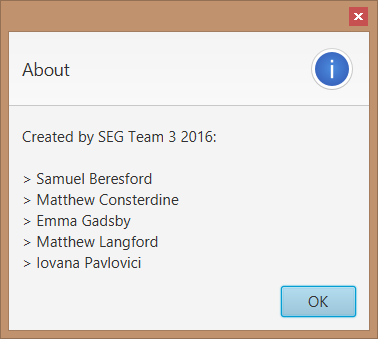 About
Created by SEG Team 3 2016:
> Samuel Beresford
> Matthew Consterdine
> Emma Gadsby
> Matthew Langford
> Iovana Pavlovici
OK